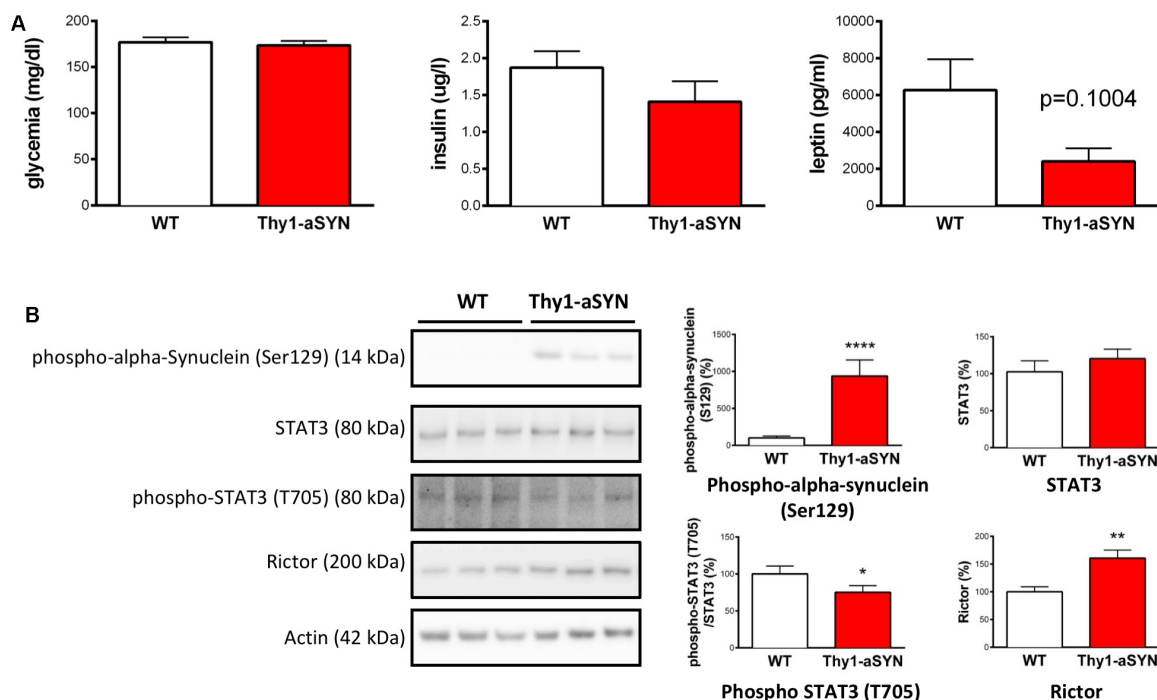 A
glycemia (mg/dl)
200
150
100
50
0
WT Thy1-aSYN
insulin (ug/l)
2.5
2.0
1.5
1.0
0.5
0.0
WT Thy1-aSYN
leptin (pg/ml)
10000
8000
6000
4000
2000
0
p=0.1004
WT Thy1-aSYN
B
WT Thy1-aSYN
phospho-alpha-Synuclein (Ser129) (14 kDa)
STAT3 (80 kDa)
phospho-STAT3 (T705) (80 kDa)
Rictor (200 kDa)
Actin (42 kDa)
phospho-alpha-synuclein
(S129) (%)
1500
1000
500
0
****
WT Thy1-aSYN
Phospho-alpha-synuclein
(Ser129)
STAT3 (%)
150
100
50
0
WT Thy1-aSYN
STAT3
phospho-STAT3 (T705)
/STAT3 (%)
150
100
50
0
*
WT Thy1-aSYN
Phospho STAT3 (T705)
Rictor (%)
200
150
100
50
0
**
WT Thy1-aSYN
Rictor